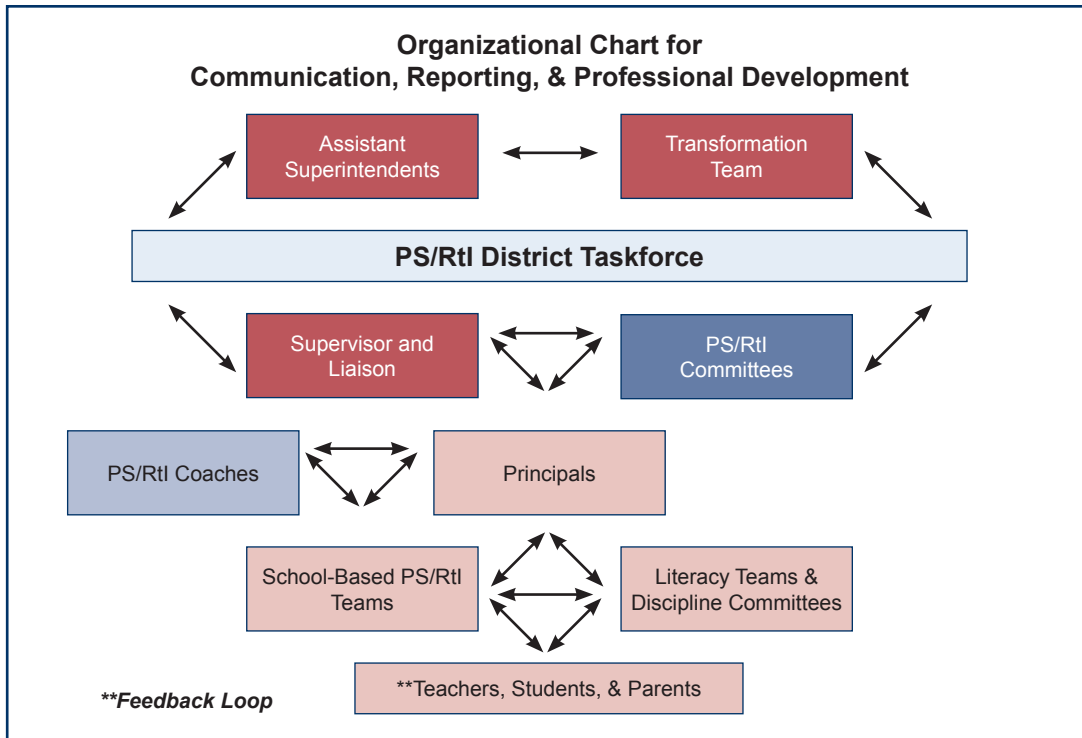 Organizational Chart for
Communication, Reporting, & Professional Development
Assistant
Superintendents
Transformation
Team
PS/RtI District Taskforce
Supervisor and
Liaison
PS/RtI
Committees
PS/RtI Coaches
Principals
School-Based PS/RtI
Teams
Literacy Teams &
Discipline Committees
**Teachers, Students, & Parents
**Feedback Loop